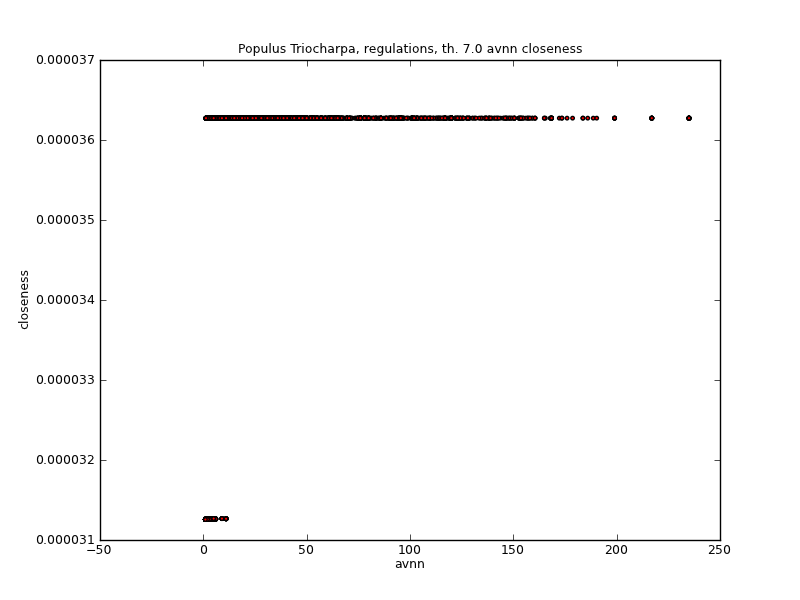 Populus Triocharpa, regulations, th. 7.0 avnn closeness
0.000037
0.000036
0.000035
0.000034
closeness
0.000033
0.000032
0.000031
−50 0 50 100 150 200 250
avnn